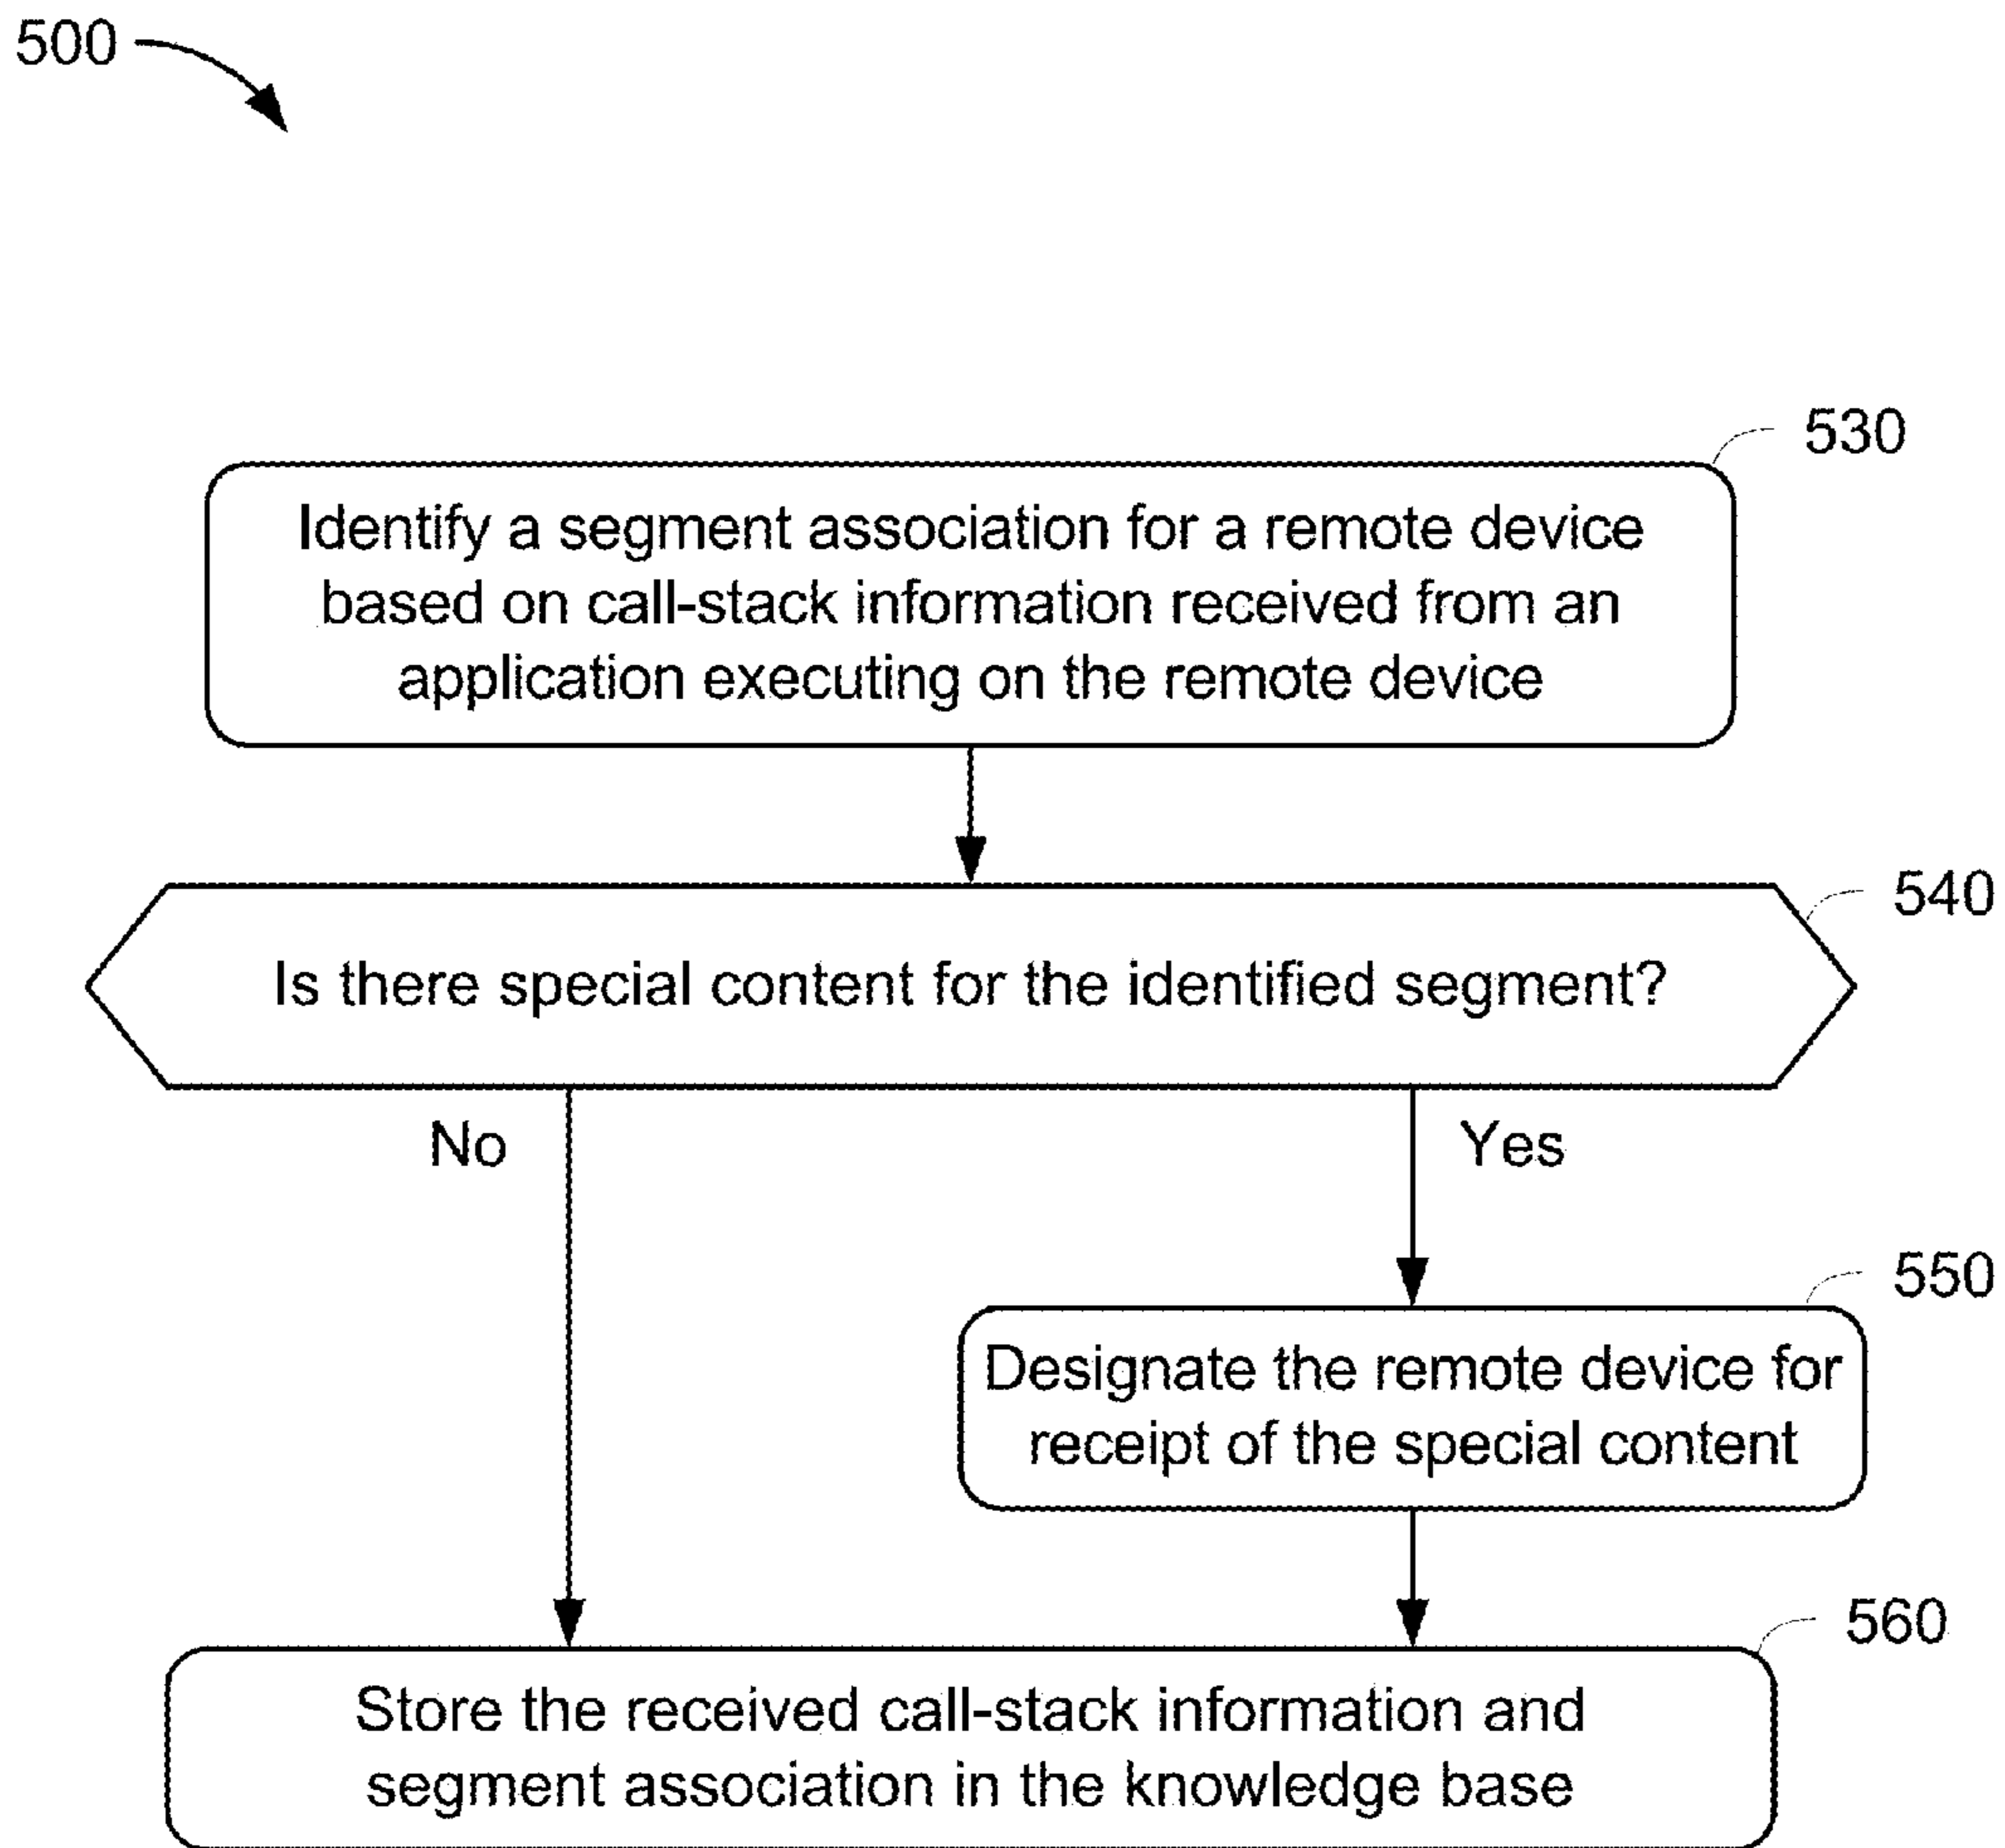 500
530
Identify a segment association for a remote device
based on call-stack information received from an
application executing on the remote device
540
Is there special content for the identified segment?
No
Yes
550
Designate the remote device for
receipt of the special content
560
Store the received call-stack information and
segment association in the knowledge base